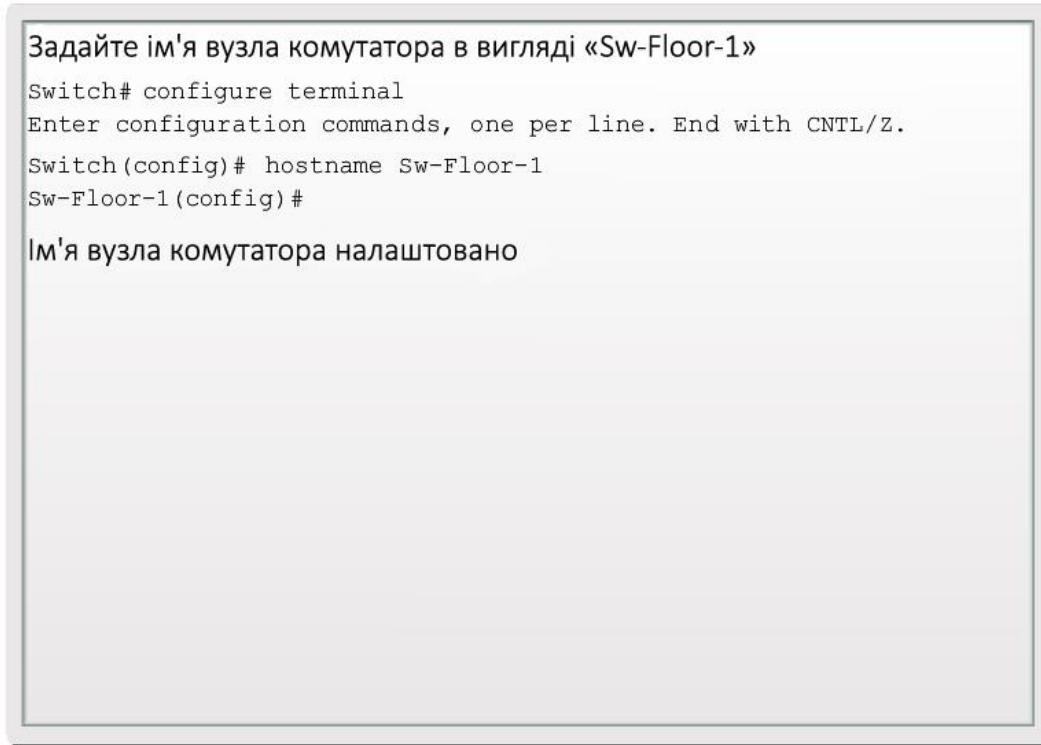 Задайте ім'я вузла комутатора в вигляді «Sw-Floor-1»
Switch# configure terminal
Enter configuration commands, one per line. End with CNTL/Z.
Switch(config)# hostname Sw-Floor-1
Sw-Floor-1(config)#
Ім'я вузла комутатора налаштовано